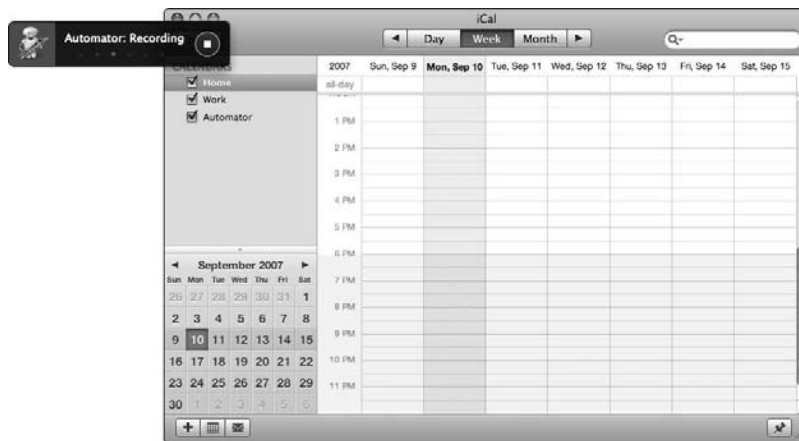 iCal
Automator: Recording
Day Week Month
CALENDARS
Home
Work
Automator
2007 Sun, Sep 9 Mon, Sep 10 Tue, Sep 11 Wed, Sep 12 Thu, Sep 13 Fri, Sep 14 Sat, Sep 15
all-day
1 PM
2 PM
3 PM
4 PM
5 PM
6 PM
7 PM
8 PM
9 PM
10 PM
11 PM
September 2007
Sun Mon Tue Wed Thu Fri Sat
26 27 28 29 30 31 1
2 3 4 5 6 7 8
9 10 11 12 13 14 15
16 17 18 19 20 21 22
23 24 25 26 27 28 29
30 1 2 3 4 5 6